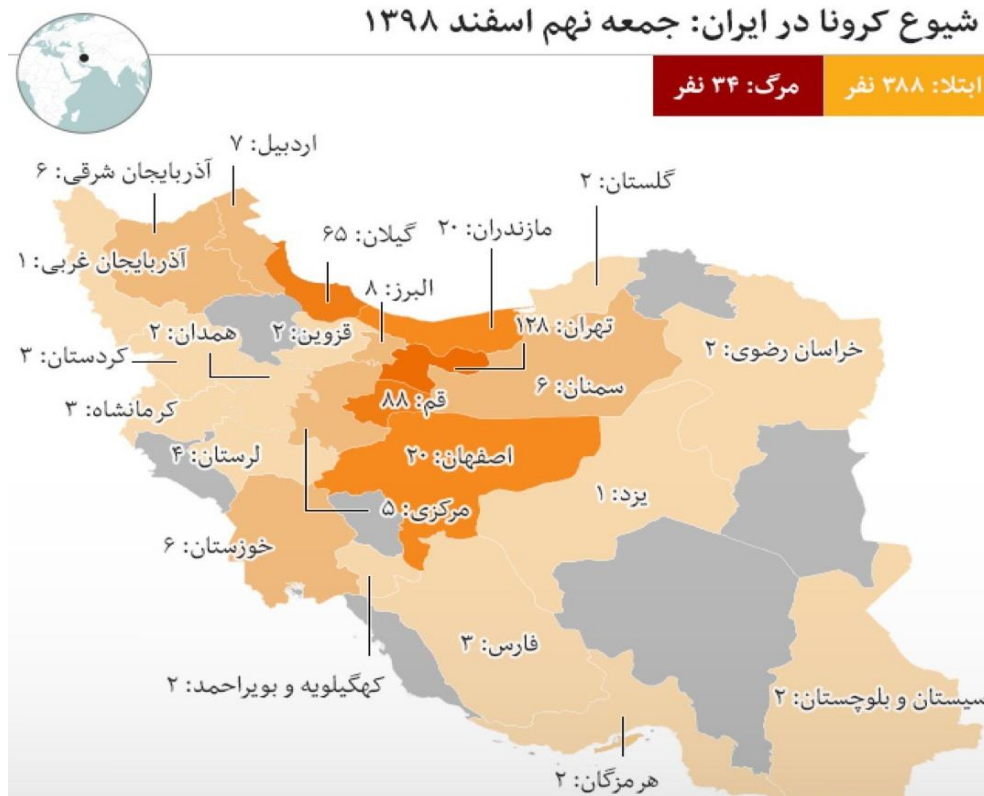 شیوع کرونا در ایران: جمعه نهم اسفند ۱۳۹۸
ابتلا: ۳۸۸ نفر
مرگ: ۳۴ نفر
اردبیل: ۷
آذربایجان شرقی: ۶
گلستان: ۲
مازندران: ۲۰
گیلان: ۶۵
آذربایجان غربی: ۱
البرز: ۸
تهران: ۱۲۸
قزوین: ۲
همدان: ۲
خراسان رضوی: ۲
کردستان: ۳
سمنان: ۶
قم: ۸۸
کرمانشاه: ۳
اصفهان: ۲۰
لرستان: ۴
یزد: ۱
مرکزی: ۵
خوزستان: ۶
فارس: ۳
کهگیلویه و بویراحمد: ۲
سیستان و بلوچستان: ۲
هرمزگان: ۲